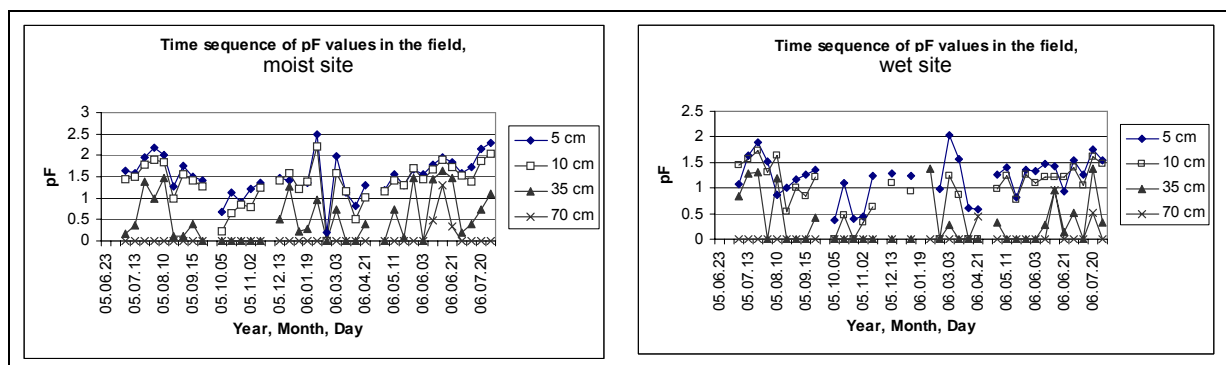 Time sequence of pF values in the field,
moist site
pF
3
2.5
2
1.5
1
0.5
0
05.06.23
05.07.13
05.08.10
05.09.15
05.10.05
05.11.02
05.12.13
06.01.19
06.03.03
06.04.21
06.05.11
06.06.03
06.06.21
06.07.20
Year, Month, Day
5 cm
10 cm
35 cm
70 cm
Time sequence of pF values in the field,
wet site
pF
2.5
2
1.5
1
0.5
0
05.06.23
05.07.13
05.08.10
05.09.15
05.10.05
05.11.02
05.12.13
06.01.19
06.03.03
06.04.21
06.05.11
06.06.03
06.06.21
06.07.20
Year, Month, Day
5 cm
10 cm
35 cm
70 cm